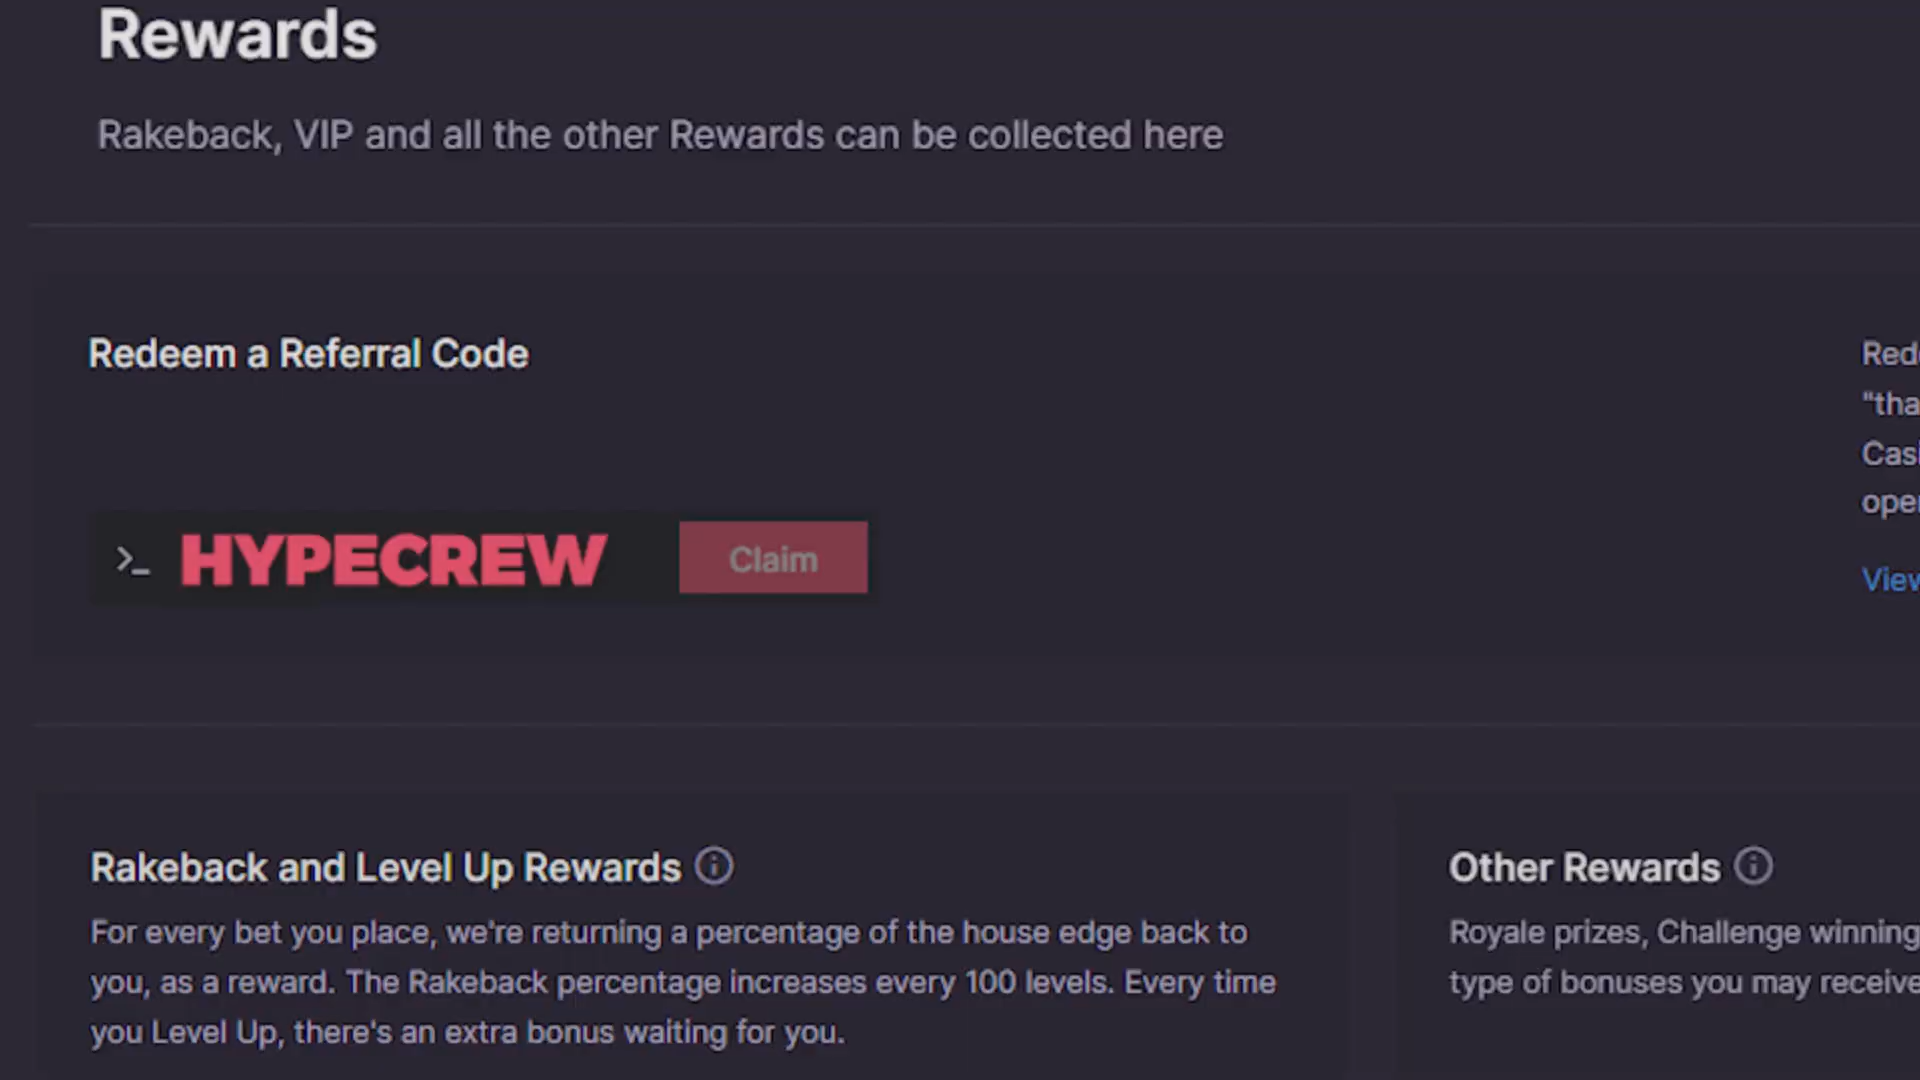 Rewards
Rakeback, VIP and all the other Rewards can be collected here
Redeem a Referral Code
>_ HYPECREW
Claim
Rakeback and Level Up Rewards
For every bet you place, we're returning a percentage of the house edge back to
you, as a reward. The Rakeback percentage increases every 100 levels. Every time
you Level Up, there's an extra bonus waiting for you.
Other Rewards
Royale prizes, Challenge winning
type of bonuses you may receive